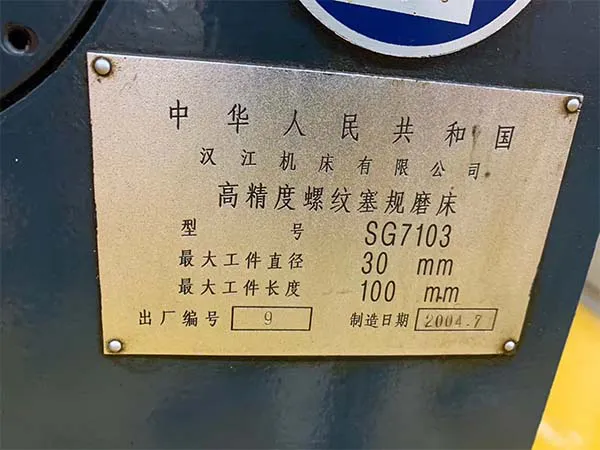 中华人民共和国
汉江机床有限公司
高精度螺纹塞规磨床
型号 SG7103
最大工件直径 30 mm
最大工件长度 100 mm
出厂编号 9 制造日期 2004.7